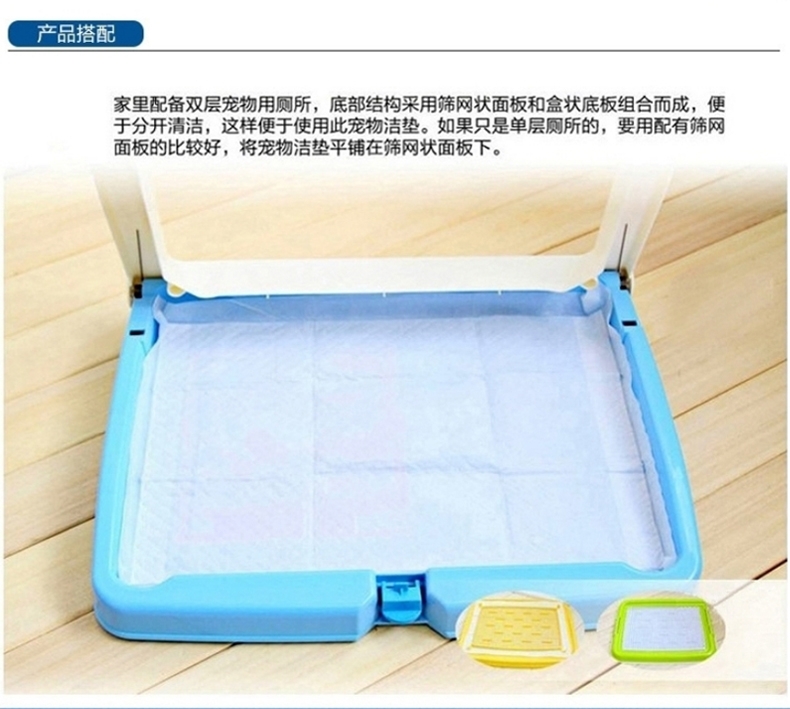 产品搭配
家里配备双层宠物用厕所，底部结构采用筛网状面板和盒状底板组合而成，便
于分开清洁，这样便于使用此宠物洁垫。如果只是单层厕所的，要用配有筛网
面板的比较好，将宠物洁垫平铺在筛网状面板下。